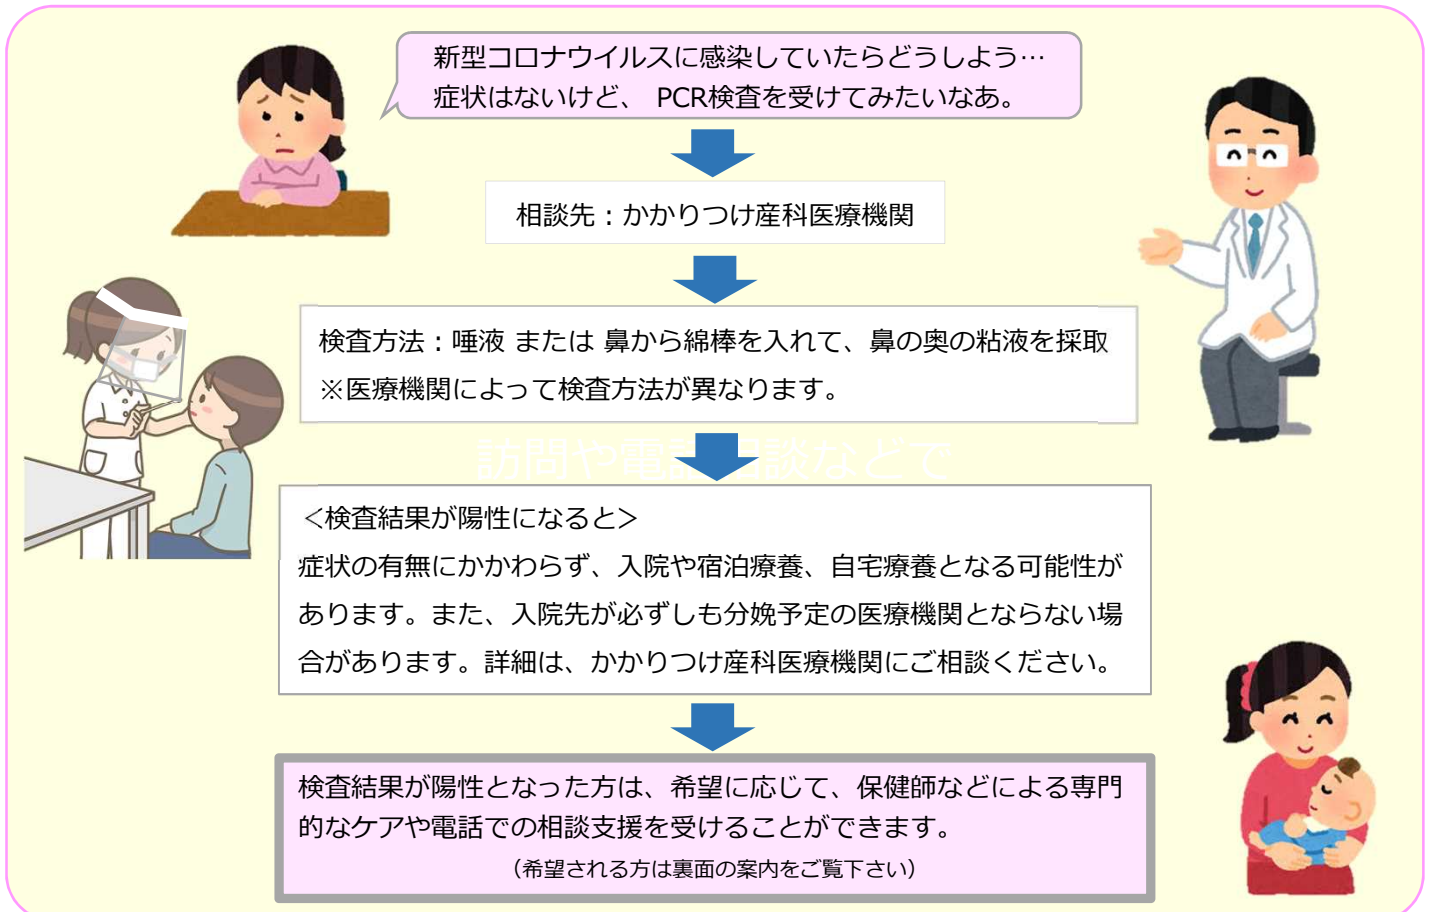 新型コロナウイルスに感染していたらどうしよう…
症状はないけど、 PCR検査を受けてみたいなあ。
相談先：かかりつけ産科医療機関
検査方法：唾液 または 鼻から綿棒を入れて、鼻の奥の粘液を採取
※医療機関によって検査方法が異なります。
訪問や電話相談などで
＜検査結果が陽性になると＞
症状の有無にかかわらず、入院や宿泊療養、自宅療養となる可能性が
あります。また、入院先が必ずしも分娩予定の医療機関とならない場
合があります。詳細は、かかりつけ産科医療機関にご相談ください。
検査結果が陽性となった方は、希望に応じて、保健師などによる専門
的なケアや電話での相談支援を受けることができます。
（希望される方は裏面の案内をご覧下さい）